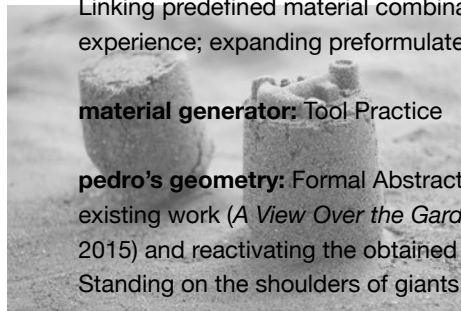 Linking predefined material combina
experience; expanding preformulate
material generator: Tool Practice
pedro's geometry: Formal Abstract
existing work (A View Over the Gard
2015) and reactivating the obtained
Standing on the shoulders of giants